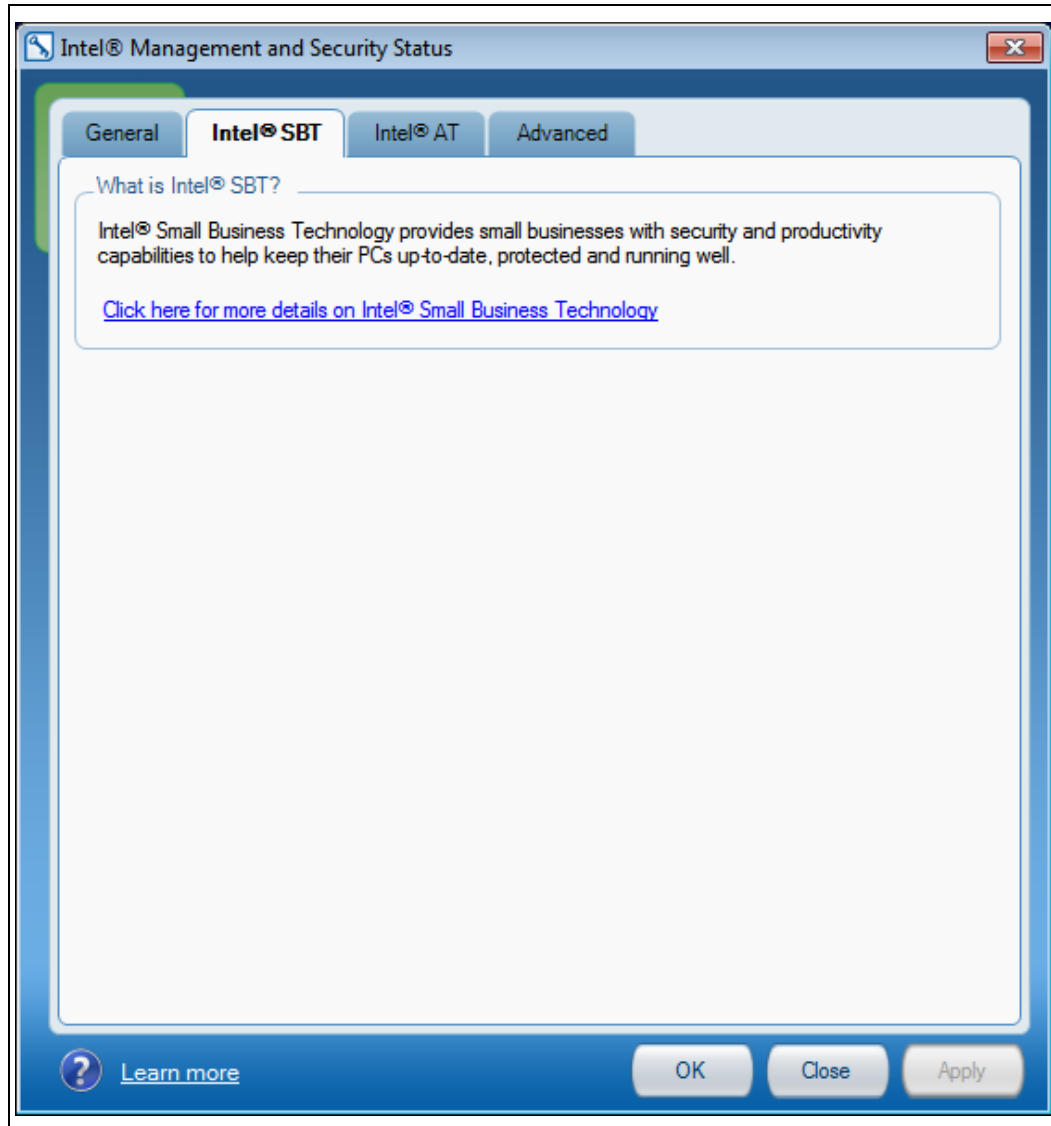 Intel® Management and Security Status
General
Intel® SBT
Intel® AT
Advanced
What is Intel® SBT?
Intel® Small Business Technology provides small businesses with security and productivity
capabilities to help keep their PCs up-to-date, protected and running well.
Click here for more details on Intel® Small Business Technology
? Learn more
OK
Close
Apply